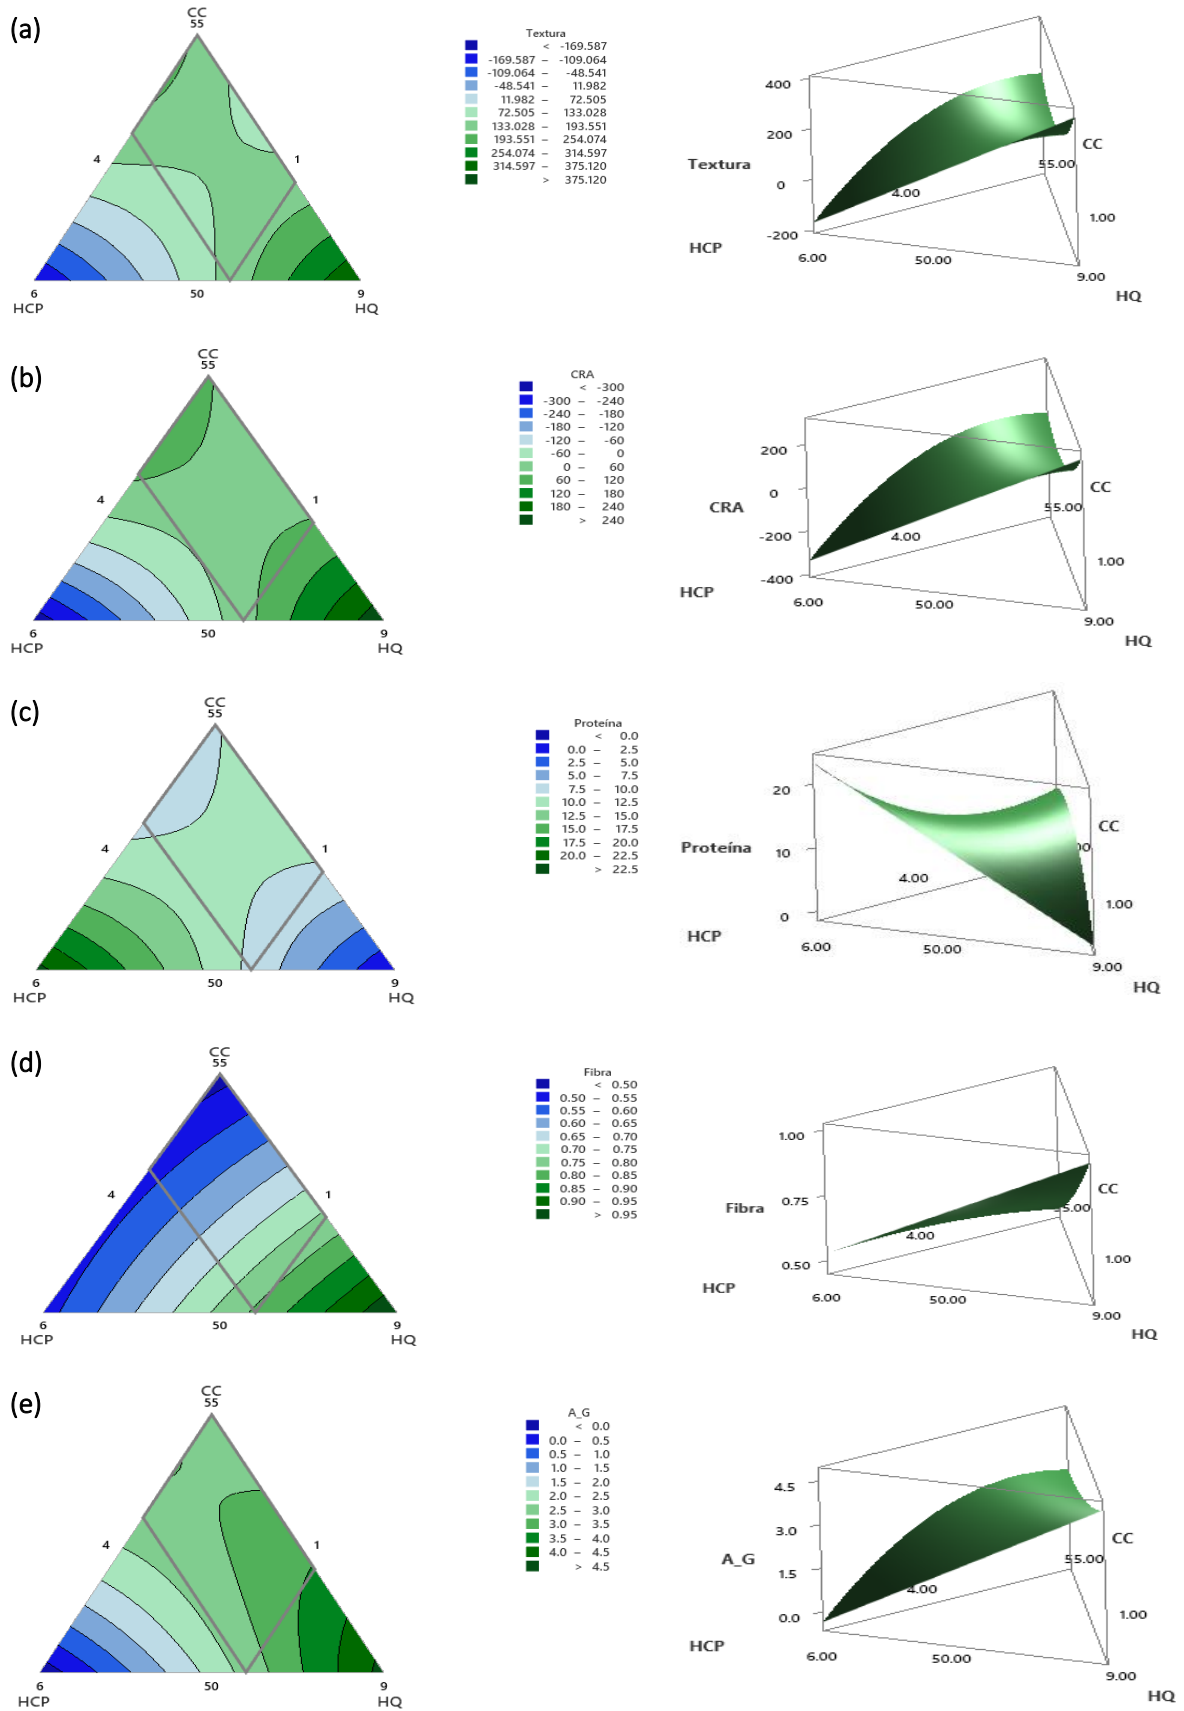 (a)
CC
55
4
1
6
50
9
HCP
HQ
Textura
< -169.587
-169.587 – -109.064
-109.064 – -48.541
-48.541 – 11.982
11.982 – 72.505
72.505 – 133.028
133.028 – 193.551
193.551 – 254.074
254.074 – 314.597
314.597 – 375.120
> 375.120
400
200
0
-200
Textura
HCP
6.00
4.00
50.00
CC
55.00
1.00
9.00
HQ
(b)
CC
55
4
1
6
50
9
HCP
HQ
CRA
< -300
-300 – -240
-240 – -180
-180 – -120
-120 – -60
-60 – 0
0 – 60
60 – 120
120 – 180
180 – 240
> 240
200
0
-200
-400
CRA
HCP
6.00
4.00
50.00
CC
55.00
1.00
9.00
HQ
(c)
CC
55
4
1
6
50
9
HCP
HQ
Proteína
< 0.0
0.0 – 2.5
2.5 – 5.0
5.0 – 7.5
7.5 – 10.0
10.0 – 12.5
12.5 – 15.0
15.0 – 17.5
17.5 – 20.0
20.0 – 22.5
> 22.5
20
10
0
Proteína
HCP
6.00
4.00
50.00
CC
1.00
9.00
HQ
(d)
CC
55
4
1
6
50
9
HCP
HQ
Fibra
< 0.50
0.50 – 0.55
0.55 – 0.60
0.60 – 0.65
0.65 – 0.70
0.70 – 0.75
0.75 – 0.80
0.80 – 0.85
0.85 – 0.90
0.90 – 0.95
> 0.95
1.00
0.75
0.50
Fibra
HCP
6.00
4.00
50.00
CC
1.00
9.00
HQ
(e)
CC
55
4
1
6
50
9
HCP
HQ
A_G
< 0.0
0.0 – 0.5
0.5 – 1.0
1.0 – 1.5
1.5 – 2.0
2.0 – 2.5
2.5 – 3.0
3.0 – 3.5
3.5 – 4.0
4.0 – 4.5
> 4.5
4.5
3.0
1.5
0.0
A_G
HCP
6.00
4.00
50.00
CC
55.00
1.00
9.00
HQ